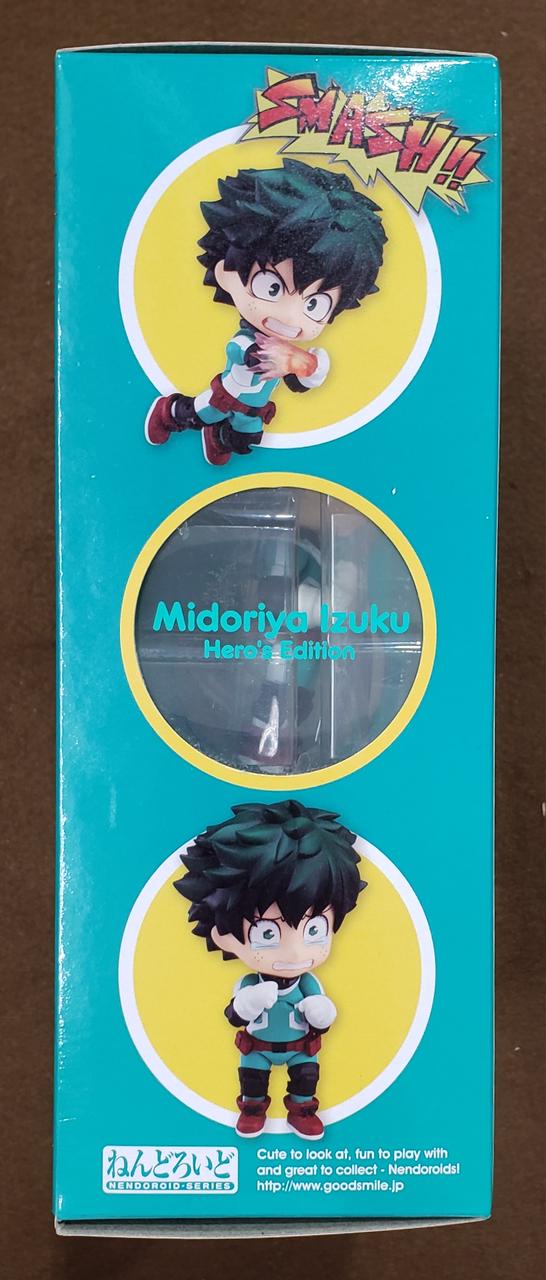 SMASH!!
Midoriya Izuku
Hero's Edition
ねんどろいど
NENDOROID-SERIES
Cute to look at, fun to play with
and great to collect - Nendoroids!
http://www.goodsmile.jp